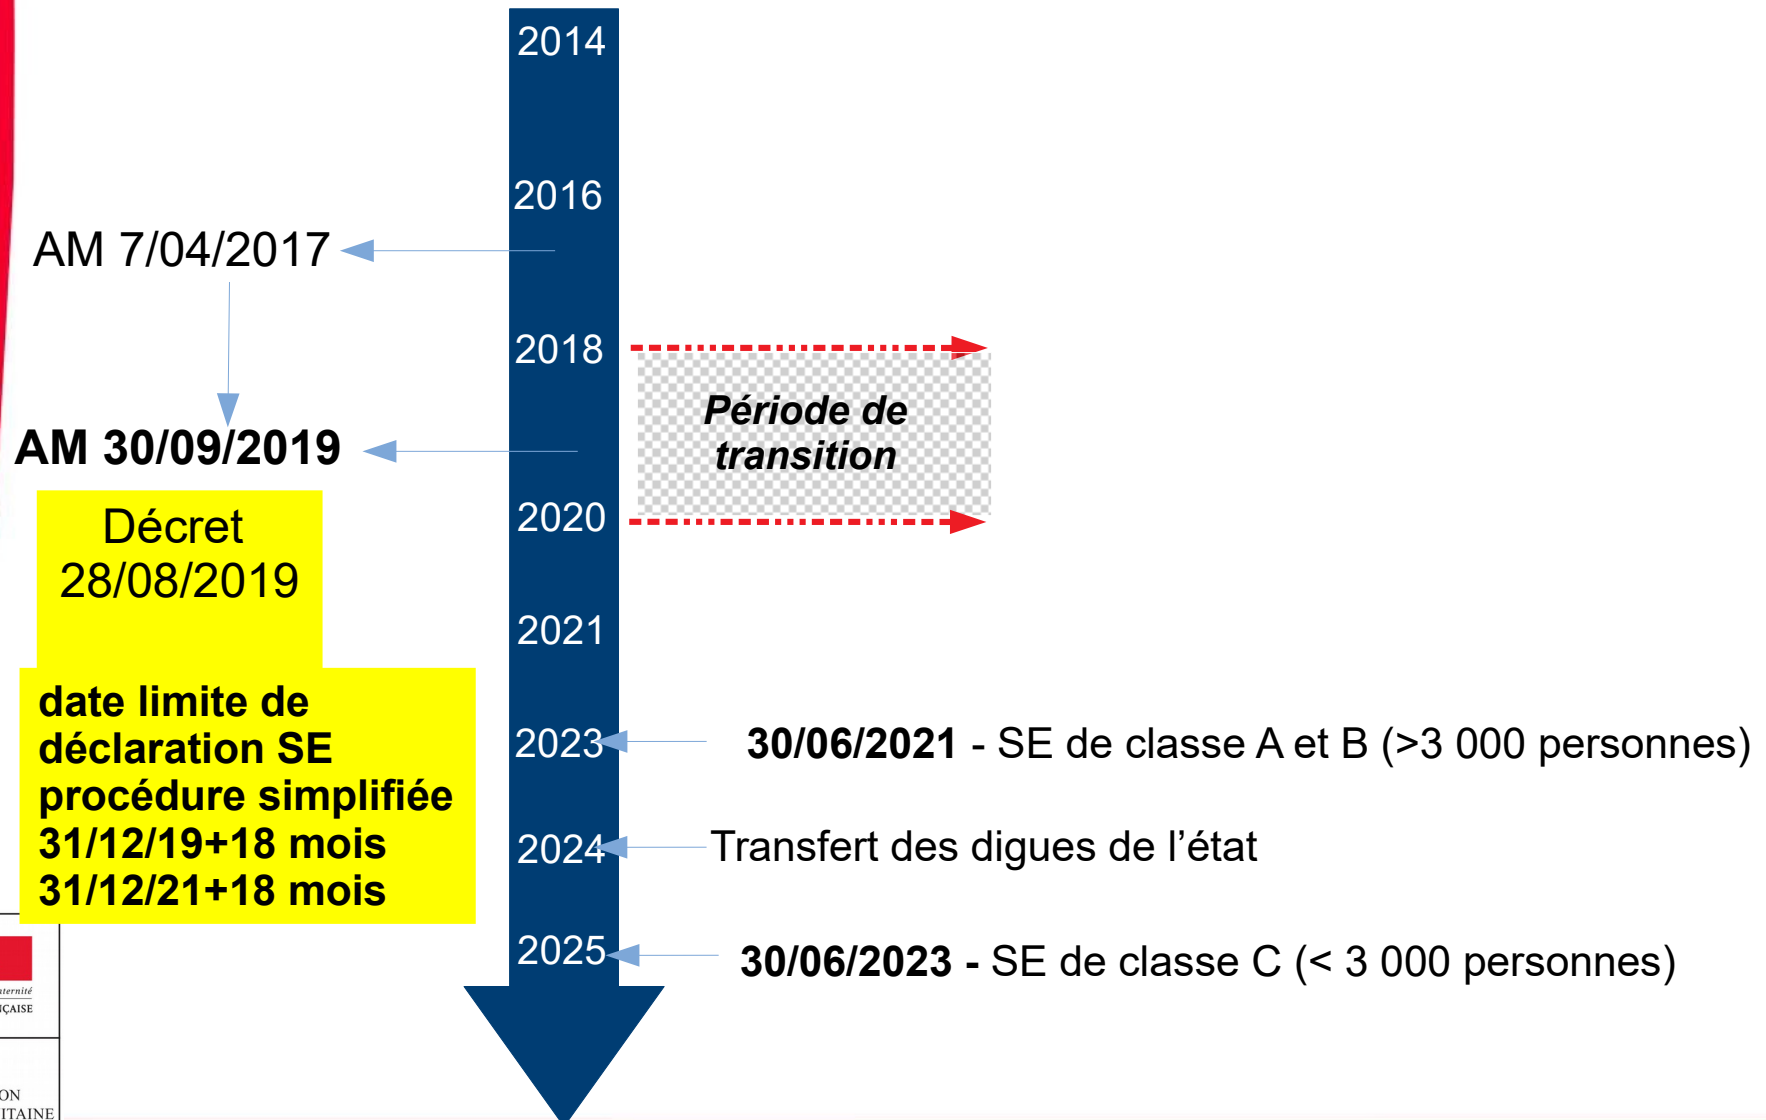 2014
2016
AM 7/04/2017
2018
Période de
transition
AM 30/09/2019
2020
Décret
28/08/2019
2021
date limite de
déclaration SE
procédure simplifiée
31/12/19+18 mois
31/12/21+18 mois
2023
30/06/2021 - SE de classe A et B (>3 000 personnes)
2024
Transfert des digues de l’état
2025
30/06/2023 - SE de classe C (< 3 000 personnes)